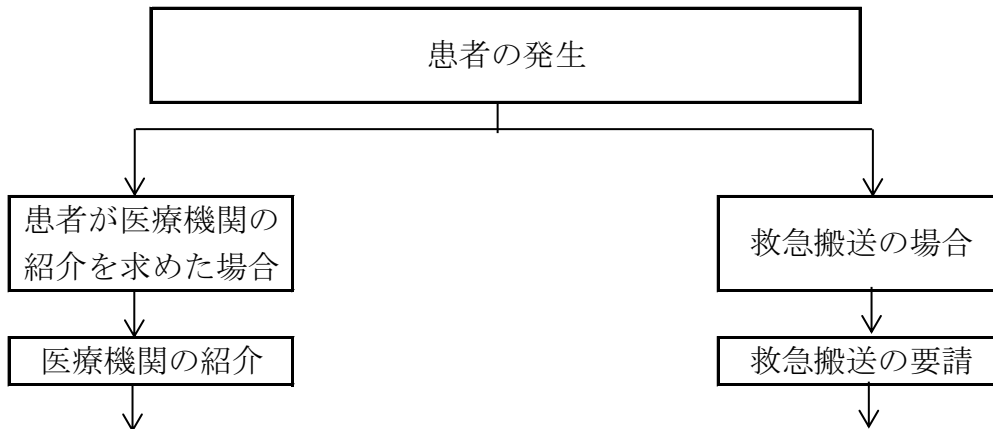 患者の発生
患者が医療機関の
紹介を求めた場合
救急搬送の場合
医療機関の紹介
救急搬送の要請